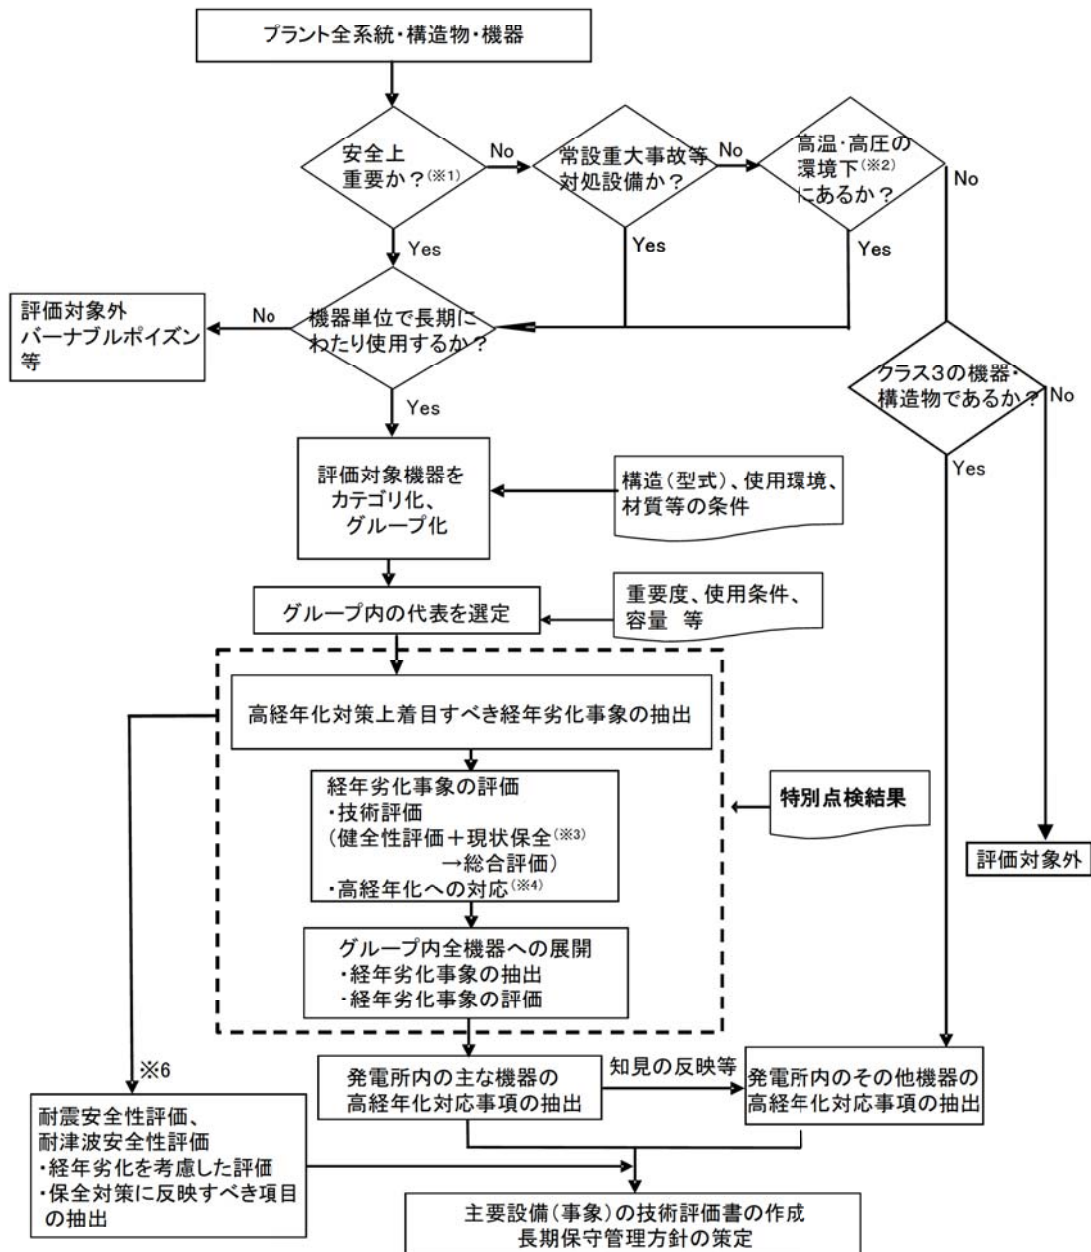 プラント全系統・構造物・機器
安全上
重要か?(※1)
No
常設重大事故等
対処設備か?
No
高温・高圧の
環境下(※2)
にあるか?
No
Yes
Yes
Yes
評価対象外
バーナブルポイズン
等
No
機器単位で長期に
わたり使用するか?
クラス3の機器・
構造物であるか?
No
Yes
Yes
評価対象機器を
カテゴリ化、
グループ化
構造(型式)、使用環境、
材質等の条件
グループ内の代表を選定
重要度、使用条件、
容量 等
高経年化対策上着目すべき経年劣化事象の抽出
経年劣化事象の評価
・技術評価
(健全性評価+現状保全(※3)
→総合評価)
・高経年化への対応(※4)
特別点検結果
評価対象外
グループ内全機器への展開
・経年劣化事象の抽出
・経年劣化事象の評価
※6
発電所内の主な機器の
高経年化対応事項の抽出
知見の反映等
発電所内のその他機器の
高経年化対応事項の抽出
耐震安全性評価、
耐津波安全性評価
・経年劣化を考慮した評価
・保全対策に反映すべき項目
の抽出
主要設備(事象)の技術評価書の作成
長期保守管理方針の策定